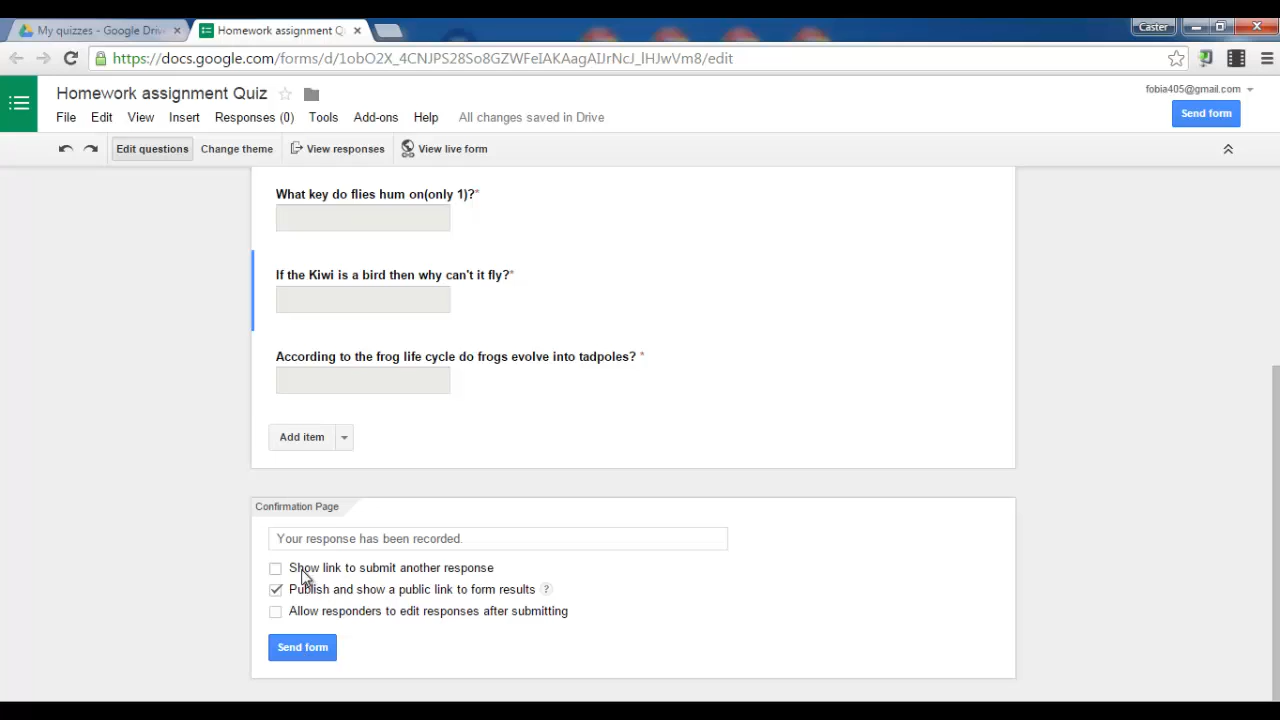 My quizzes - Google Driv
Homework assignment Q
Caster
https://docs.google.com/forms/d/1obO2X_4CNJPS28So8GZWFeIAKAagAIJrNcJ_lHJwVm8/edit
Homework assignment Quiz
fobia405@gmail.com
File Edit View Insert Responses (0) Tools Add-ons Help All changes saved in Drive
Send form
Edit questions Change theme View responses View live form
What key do flies hum on(only 1)?*
If the Kiwi is a bird then why can't it fly?*
According to the frog life cycle do frogs evolve into tadpoles? *
Add item
Confirmation Page
Your response has been recorded.
Show link to submit another response
Publish and show a public link to form results ?
Allow responders to edit responses after submitting
Send form